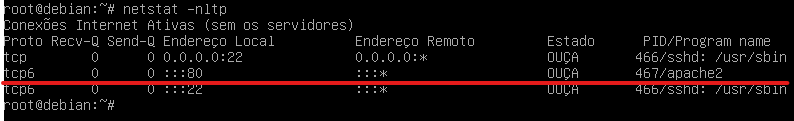 root@debian:~# netstat -nltp
Conexões Internet Ativas (sem os servidores)
Proto Recv-Q Send-Q Endereço Local Endereço Remoto Estado PID/Program name
tcp 0 0 0.0.0.0:22 0.0.0.0:* OUÇA 466/sshd: /usr/sbin
tcp6 0 0 :::80 :::* OUÇA 467/apache2
tcp6 0 0 :::22 :::* OUÇA 466/sshd: /usr/sbin
root@debian:~#